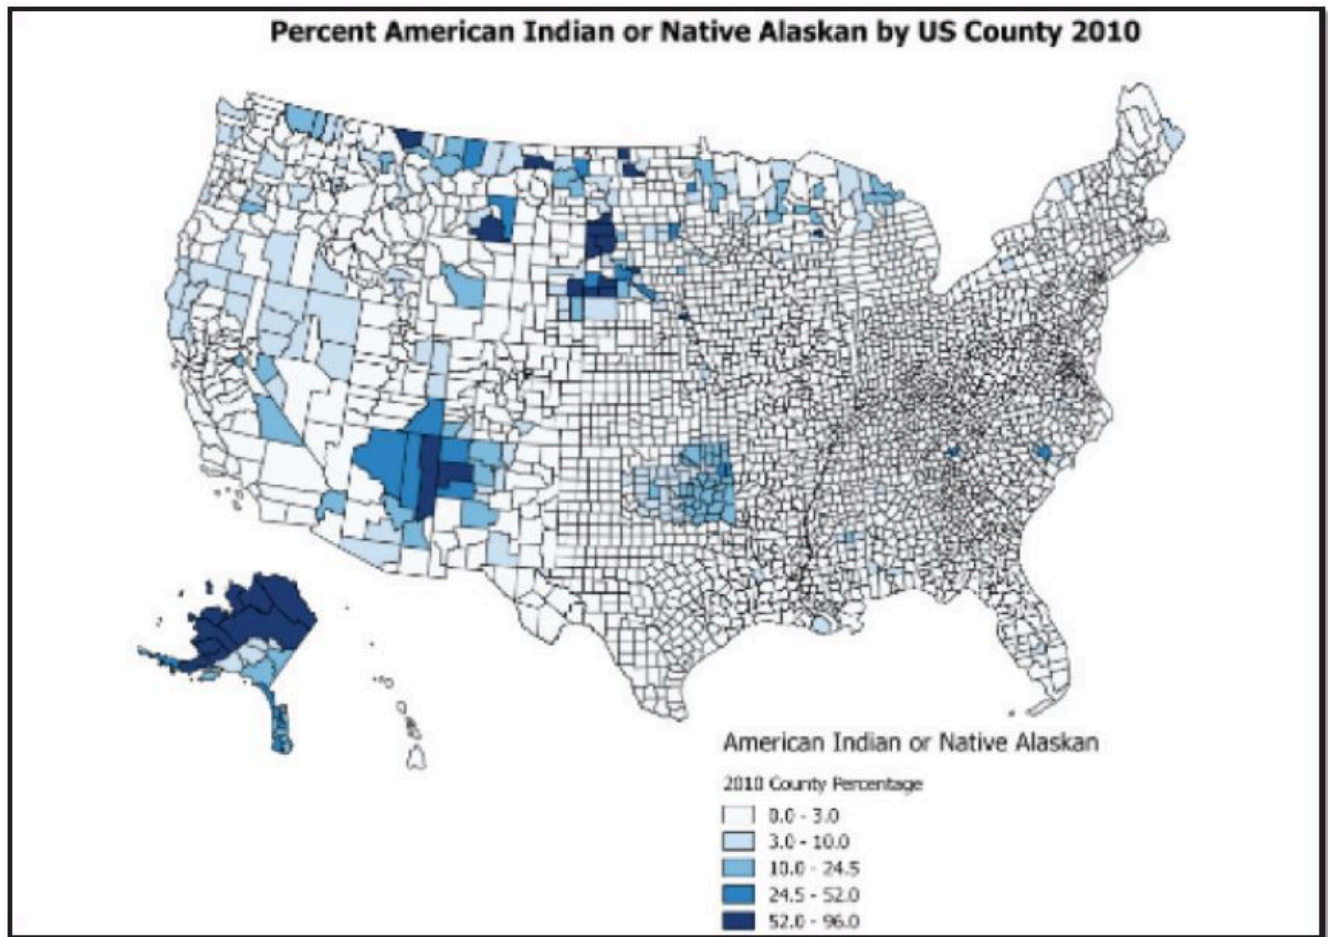 Percent American Indian or Native Alaskan by US County 2010
American Indian or Native Alaskan
2010 County Percentage
0.0 - 3.0
3.0 - 10.0
10.0 - 24.5
24.5 - 52.0
52.0 - 96.0